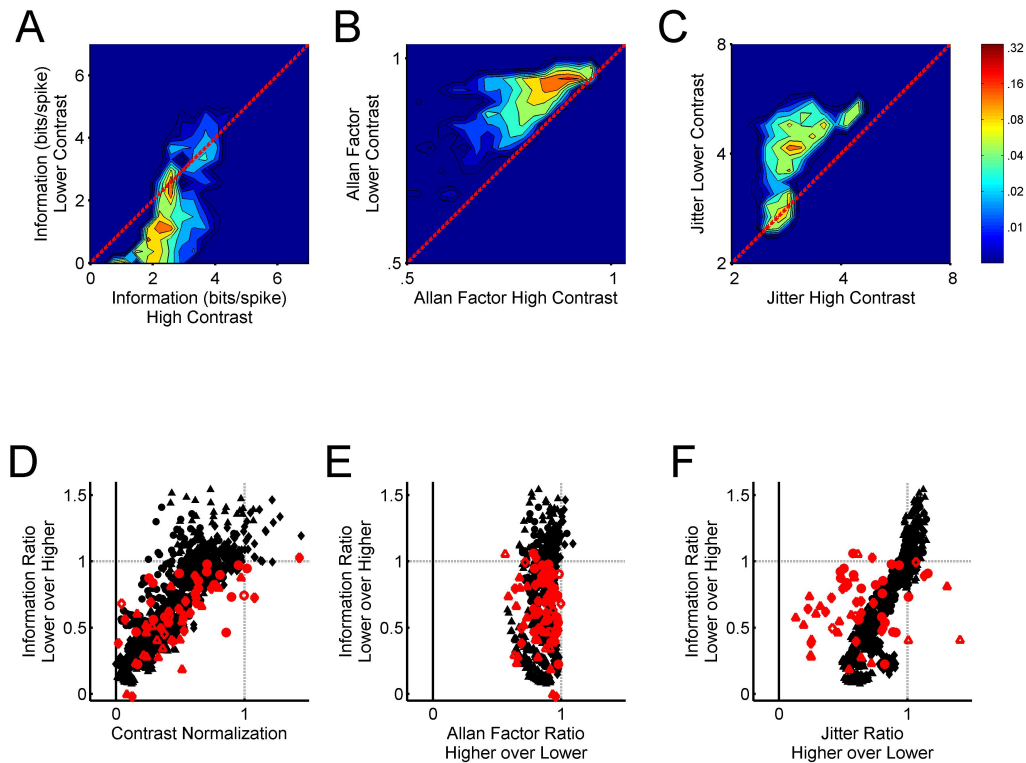 A
B
C
6
4
2
0
0
2
4
6
Information (bits/spike)
Lower Contrast
Information (bits/spike)
High Contrast
1
.5
.5
1
Allan Factor
Lower Contrast
Allan Factor High Contrast
8
4
2
2
4
8
Jitter Lower Contrast
Jitter High Contrast
.32
.16
.08
.04
.02
.01
D
E
F
1.5
1
0.5
0
0
1
Information Ratio
Lower over Higher
Contrast Normalization
1.5
1
0.5
0
0
1
Information Ratio
Lower over Higher
Allan Factor Ratio
Higher over Lower
1.5
1
0.5
0
0
1
Information Ratio
Lower over Higher
Jitter Ratio
Higher over Lower